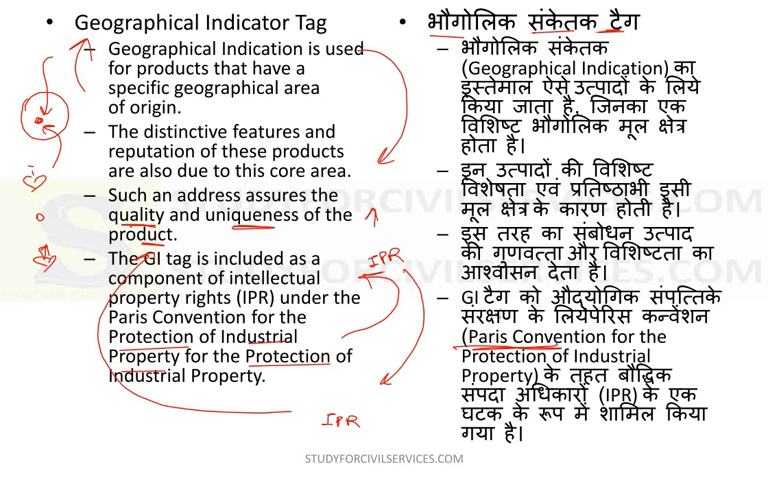 • Geographical Indicator Tag
– Geographical Indication is used
for products that have a
specific geographical area
of origin.
– The distinctive features and
reputation of these products
are also due to this core area.
– Such an address assures the
quality and uniqueness of the
product.
– The GI tag is included as a
component of intellectual
property rights (IPR) under the
Paris Convention for the
Protection of Industrial
Property for the Protection of
Industrial Property.
IPR
IPR
• भौगोलिक संकेतक टैग
– भौगोलिक संकेतक
(Geographical Indication) का
इस्तेमाल ऐसे उत्पादों के लिये
किया जाता है, जिनका एक
विशिष्ट भौगोलिक मूल क्षेत्र
होता है।
– इन उत्पादों की विशिष्ट
विशेषता एवं प्रतिष्ठाभी इसी
मूल क्षेत्र के कारण होती है।
– इस तरह का संबोधन उत्पाद
की गुणवत्ता और विशिष्टता का
आश्वासन देता है।
– GI टैग को औद्योगिक संपत्तिके
संरक्षण के लियेपेरिस कन्वेंशन
(Paris Convention for the
Protection of Industrial
Property) के तहत बौद्धिक
संपदा अधिकारों (IPR) के एक
घटक के रूप में शामिल किया
गया है।
STUDYFORCIVILSERVICES.COM
STUDYFORCIVILSERVICES.COM